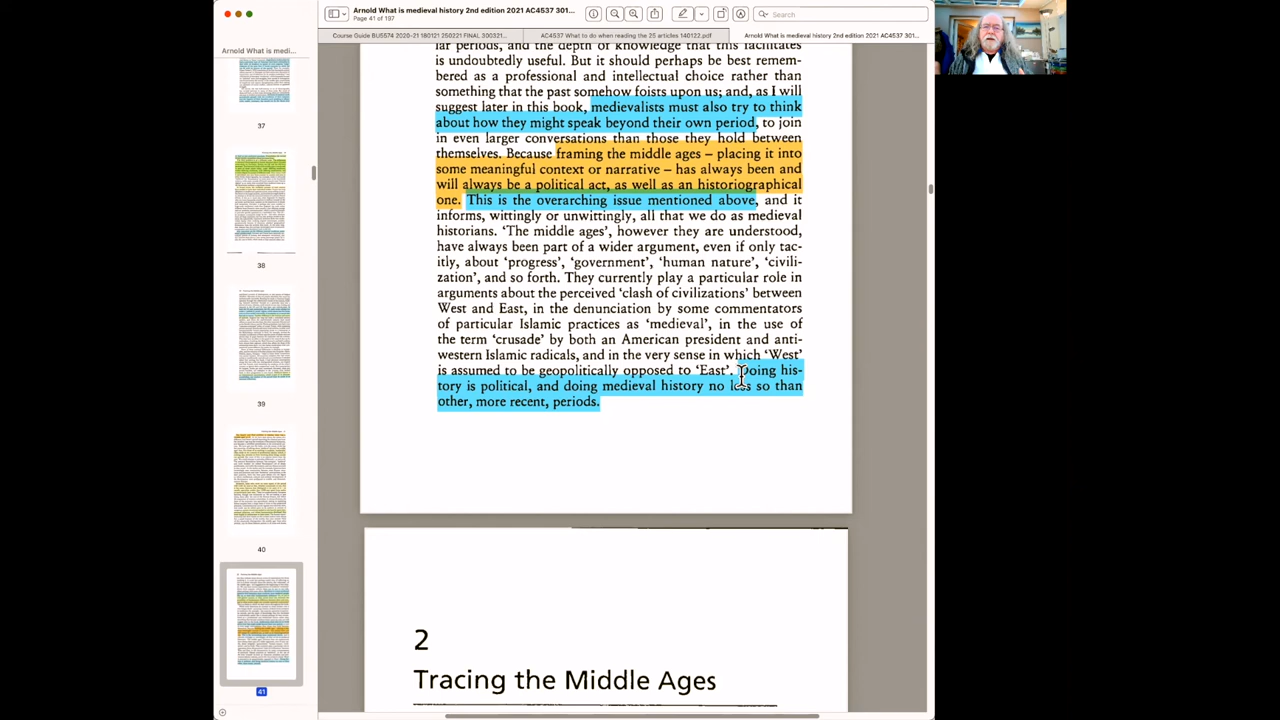 Arnold What is medieval history 2nd edition 2021 AC4537 301...
Page 41 of 197
Search
Course Guide BU5574 2020-21 180121 250221 FINAL 300321...
AC4537 What to do when reading the 25 articles 140122.pdf
Arnold What is medieval history 2nd edition 2021 AC4537 301...
Arnold What is medi...
37
38
39
40
41
lar periods, and the depth of knowledge that this facilitates
is undoubtedly useful. But it should perhaps be best remem-
bered as a professional intellectual choice rather than
something that the past somehow foists upon us; and, as I will
suggest later in this book, medievalists must also try to think
about how they might speak beyond their own period, to join
in even larger conversations than those they hold between
themselves. Because framing the middle ages – placing it into
some meaningful context or narrative – has always been and
will always be a political act, as well as an historiographical
one. This is the overarching issue mentioned above, and it
informs, wittingly or unwittingly, all that we do as medieval
historians. 'The middle ages', however they are understood,
have always been part of a wider argument, even if only tac-
itly, about 'progress', 'government', 'human nature', 'civili-
zation', and so forth. They currently play a particular role in
arguments about the perceived 'clash of civilizations' between
West and East, in the denunciation by some commentators
of particular Islamic practices as 'medieval', in the use of
the term 'crusade' by both an American president and anti-
western Islamic radicals, and in the very sense in which 'West'
is assumed to be geopolitically opposed to 'East'. Doing his-
tory is political, and doing medieval history no less so than
other, more recent, periods.
2
Tracing the Middle Ages